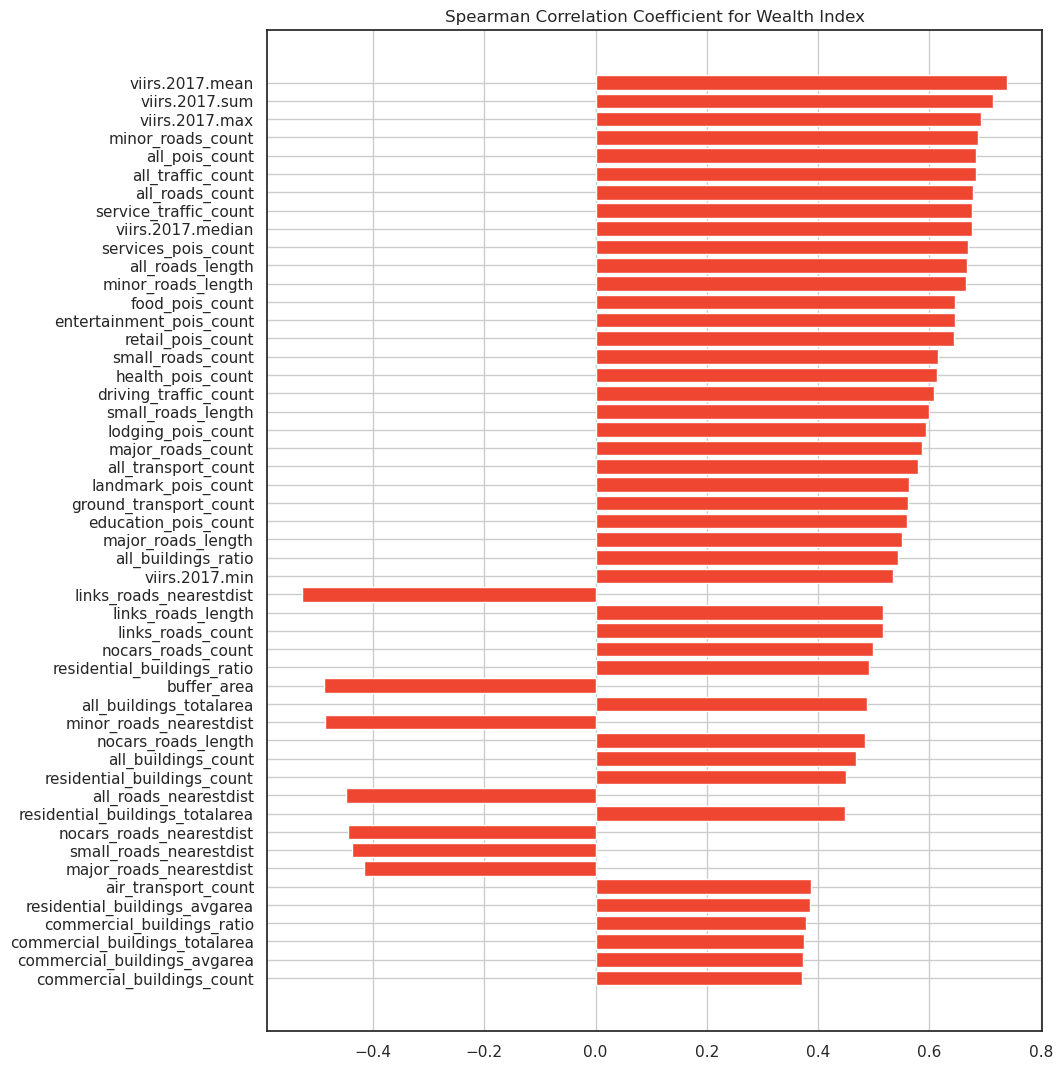 Spearman Correlation Coefficient for Wealth Index
viirs.2017.mean
viirs.2017.sum
viirs.2017.max
minor_roads_count
all_pois_count
all_traffic_count
all_roads_count
service_traffic_count
viirs.2017.median
services_pois_count
all_roads_length
minor_roads_length
food_pois_count
entertainment_pois_count
retail_pois_count
small_roads_count
health_pois_count
driving_traffic_count
small_roads_length
lodging_pois_count
major_roads_count
all_transport_count
landmark_pois_count
ground_transport_count
education_pois_count
major_roads_length
all_buildings_ratio
viirs.2017.min
links_roads_nearestdist
links_roads_length
links_roads_count
nocars_roads_count
residential_buildings_ratio
buffer_area
all_buildings_totalarea
minor_roads_nearestdist
nocars_roads_length
all_buildings_count
residential_buildings_count
all_roads_nearestdist
residential_buildings_totalarea
nocars_roads_nearestdist
small_roads_nearestdist
major_roads_nearestdist
air_transport_count
residential_buildings_avgarea
commercial_buildings_ratio
commercial_buildings_totalarea
commercial_buildings_avgarea
commercial_buildings_count
−0.4 −0.2 0.0 0.2 0.4 0.6 0.8